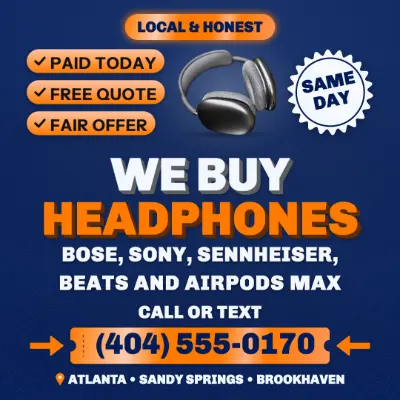 LOCAL & HONEST
PAID TODAY
FREE QUOTE
FAIR OFFER
SAME
DAY
WE BUY
HEADPHONES
BOSE, SONY, SENNHEISER,
BEATS AND AIRPODS MAX
CALL OR TEXT
(404) 555-0170
ATLANTA • SANDY SPRINGS • BROOKHAVEN